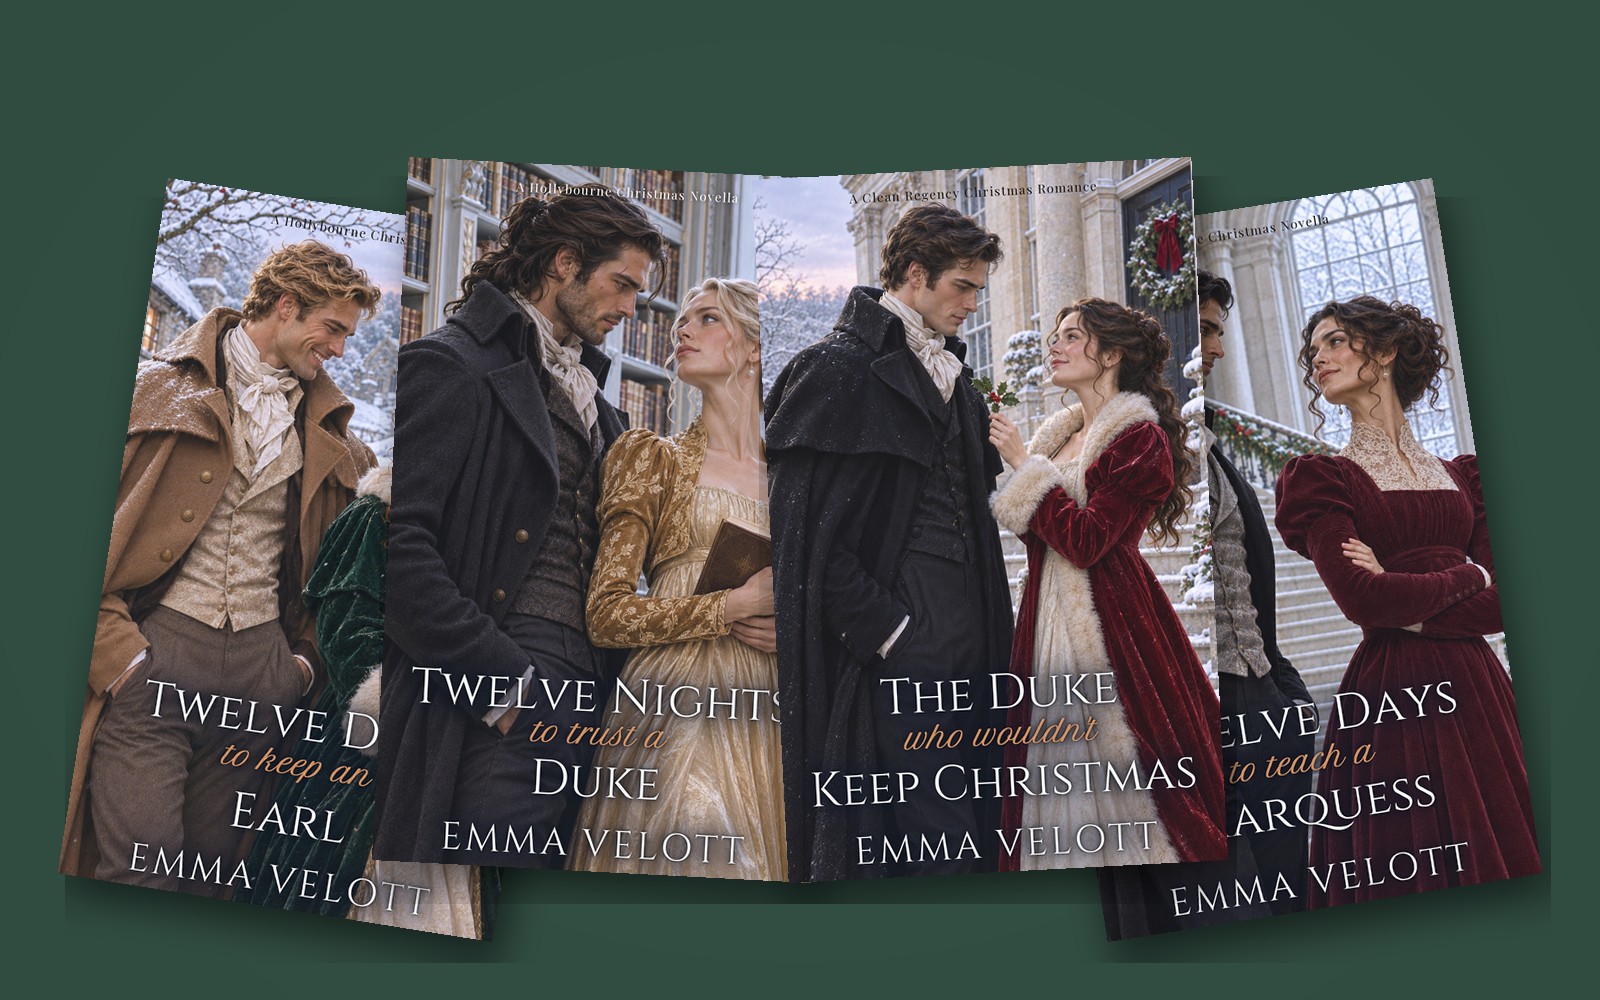 A Hollybourne Chris
TWELVE D
to keep an
EARL
EMMA VELOTT
A Hollybourne Christmas Novella
TWELVE NIGHTS
to trust a
DUKE
EMMA VELOTT
A Clean Regency Christmas Romance
THE DUKE
who wouldn't
KEEP CHRISTMAS
EMMA VELOTT
e Christmas Novella
ELVE DAYS
to teach a
ARQUESS
EMMA VELOTT